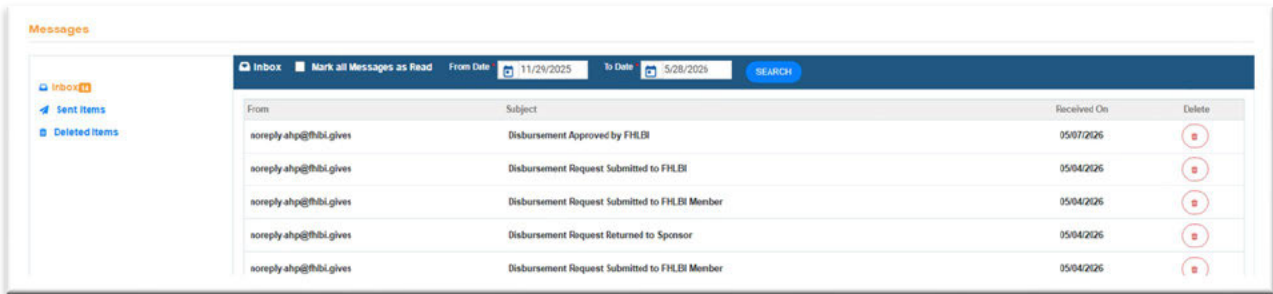 Messages
Inbox
Sent Items
Deleted Items
Inbox Mark all Messages as Read From Date * 11/29/2025 To Date * 5/28/2026 SEARCH
From Subject Received On Delete
noreply-ahp@fhlbi.gives Disbursement Approved by FHLBI 05/07/2026
noreply-ahp@fhlbi.gives Disbursement Request Submitted to FHLBI 05/04/2026
noreply-ahp@fhlbi.gives Disbursement Request Submitted to FHLBI Member 05/04/2026
noreply-ahp@fhlbi.gives Disbursement Request Returned to Sponsor 05/04/2026
noreply-ahp@fhlbi.gives Disbursement Request Submitted to FHLBI Member 05/04/2026